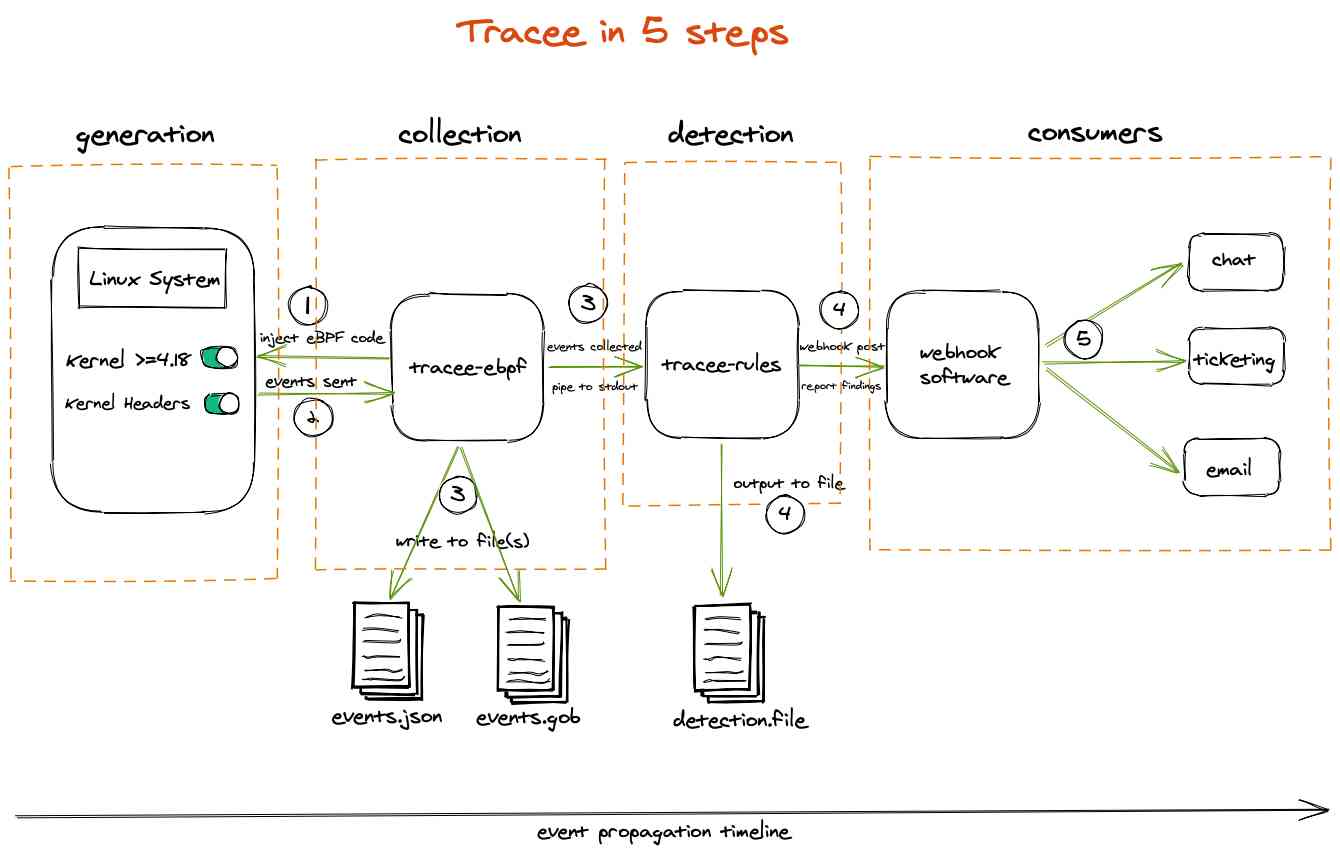 Tracee in 5 steps
generation
collection
detection
consumers
Linux System
Kernel >=4.18
Kernel Headers
1
inject eBPF code
events sent
2
tracee-ebpf
3
write to file(s)
events.json
events.gob
3
events collected
pipe to stdout
tracee-rules
output to file
4
detection.file
4
webhook post
report findings
webhook
software
5
chat
ticketing
email
event propagation timeline